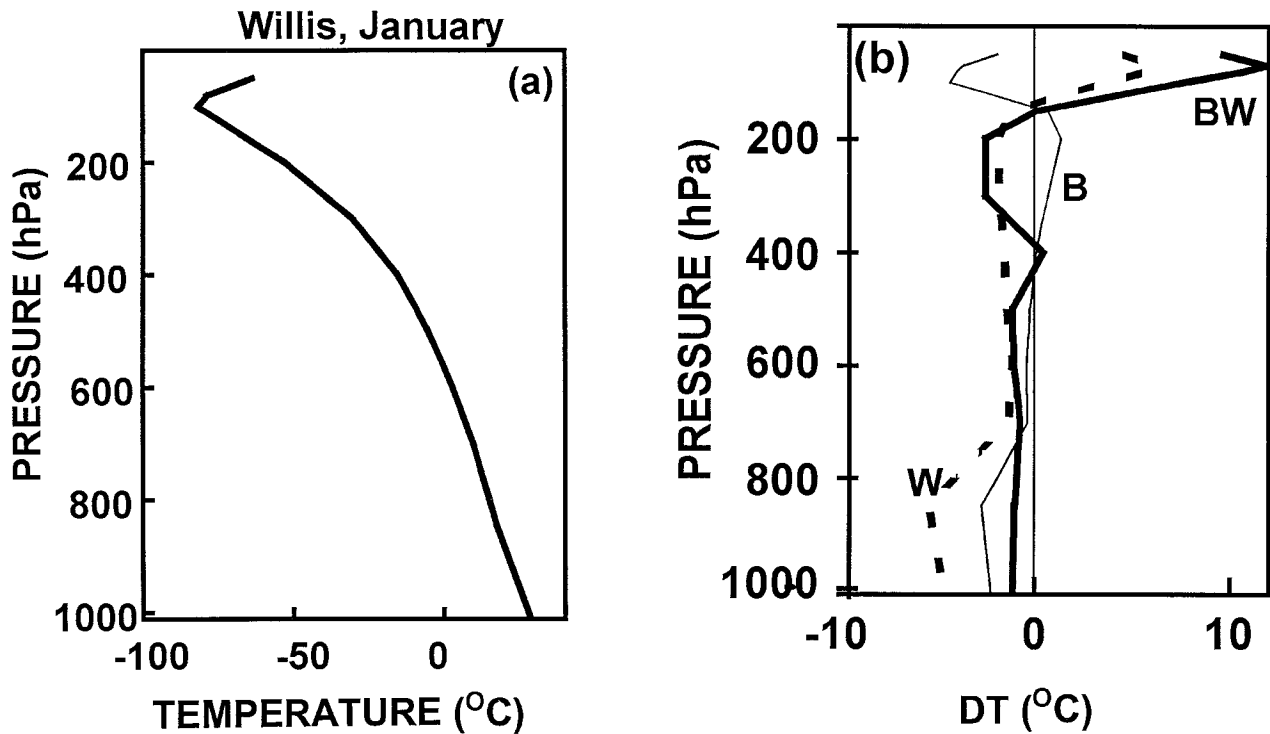 Willis, January
(a)
PRESSURE (hPa)
200
400
600
800
1000
-100
-50
0
TEMPERATURE (°C)
(b)
BW
B
W
PRESSURE (hPa)
200
400
600
800
1000
-10
0
10
DT (°C)